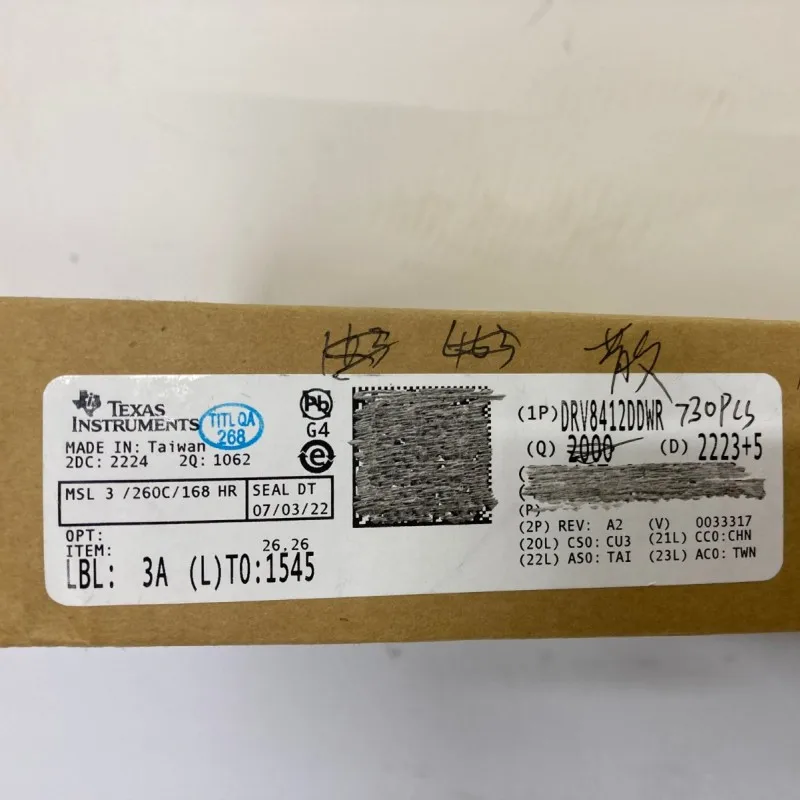 散
TEXAS
INSTRUMENTS
TITL QA
268
MADE IN: Taiwan
2DC: 2224 2Q: 1062
MSL 3 /260C/168 HR
SEAL DT
07/03/22
OPT:
ITEM: 26.26
LBL: 3A (L)TO:1545
Pb
G4
e
(1P)DRV8412DDWR 730PCS
(Q) 2000 (D) 2223+5
(P)
(2P) REV: A2 (V) 0033317
(20L) CSO: CU3 (21L) CCO:CHN
(22L) ASO: TAI (23L) ACO: TWN